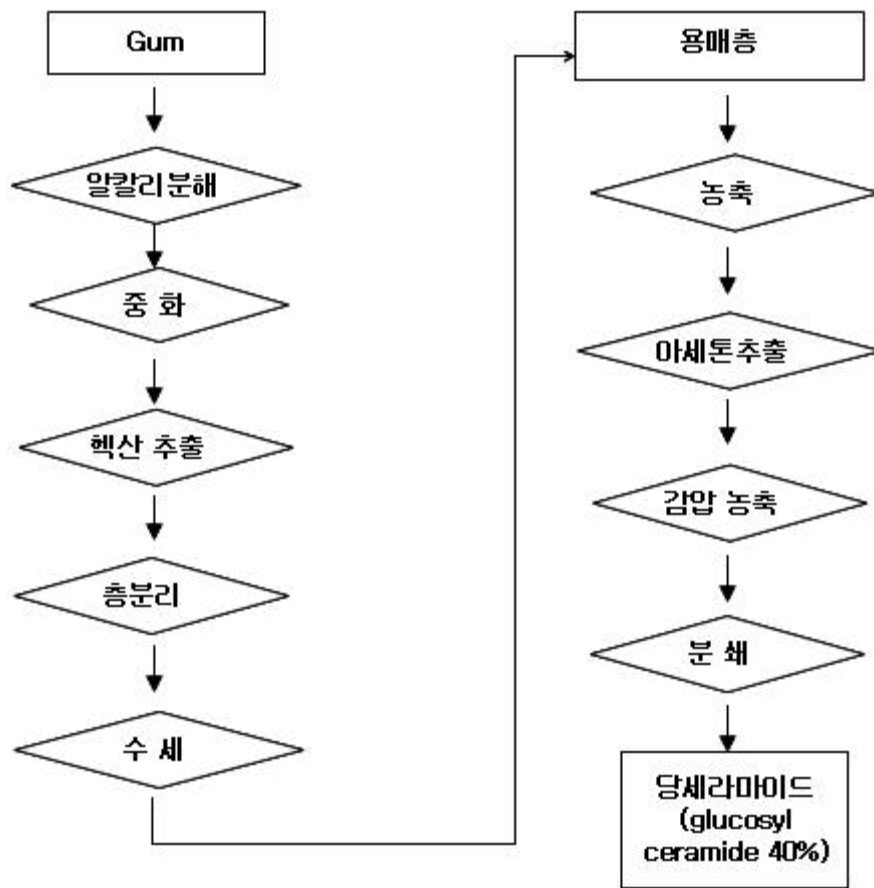 Gum
알칼리분해
중 화
헥산 추출
층분리
수 세
용매층
농축
아세톤추출
감압 농축
분 쇄
당세라마이드
(glucosyl
ceramide 40%)